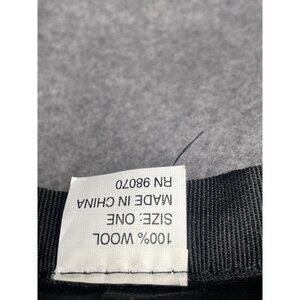 100% WOOL
SIZE: ONE
MADE IN CHINA
RN 98070